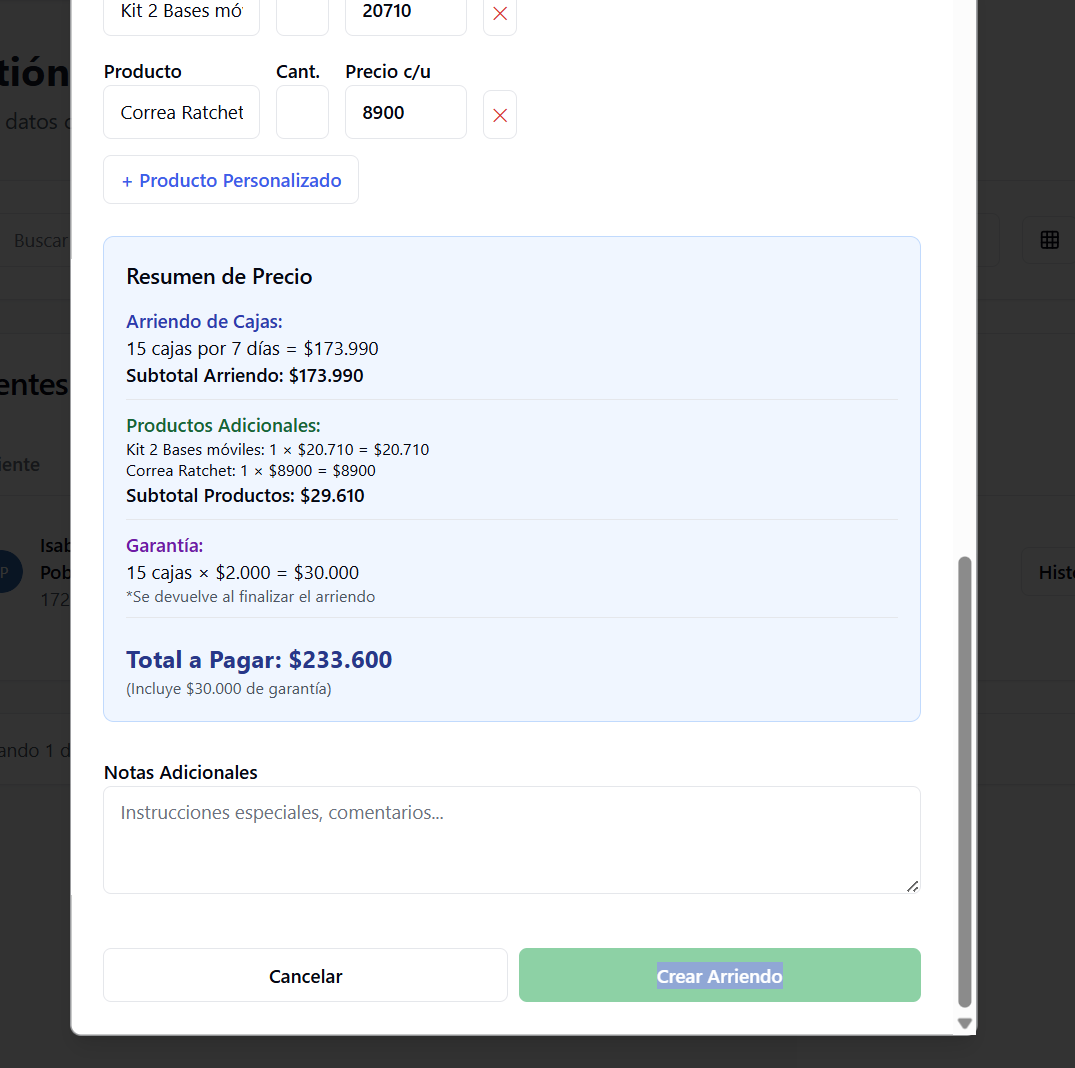 Kit 2 Bases mó
20710
Producto Cant. Precio c/u
Correa Ratchet
8900
+ Producto Personalizado
Resumen de Precio
Arriendo de Cajas:
15 cajas por 7 días = $173.990
Subtotal Arriendo: $173.990
Productos Adicionales:
Kit 2 Bases móviles: 1 × $20.710 = $20.710
Correa Ratchet: 1 × $8900 = $8900
Subtotal Productos: $29.610
Garantía:
15 cajas × $2.000 = $30.000
*Se devuelve al finalizar el arriendo
Total a Pagar: $233.600
(Incluye $30.000 de garantía)
Notas Adicionales
Instrucciones especiales, comentarios...
Cancelar
Crear Arriendo
tión
datos
Buscar
entes
iente
P
Isab
Pob
172
Histo
ando 1 d